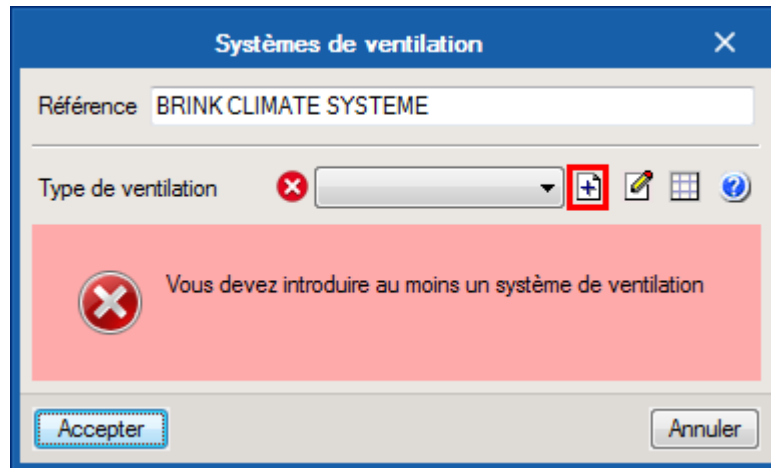 Systèmes de ventilation
Référence BRINK CLIMATE SYSTEME
Type de ventilation
Vous devez introduire au moins un système de ventilation
Accepter Annuler